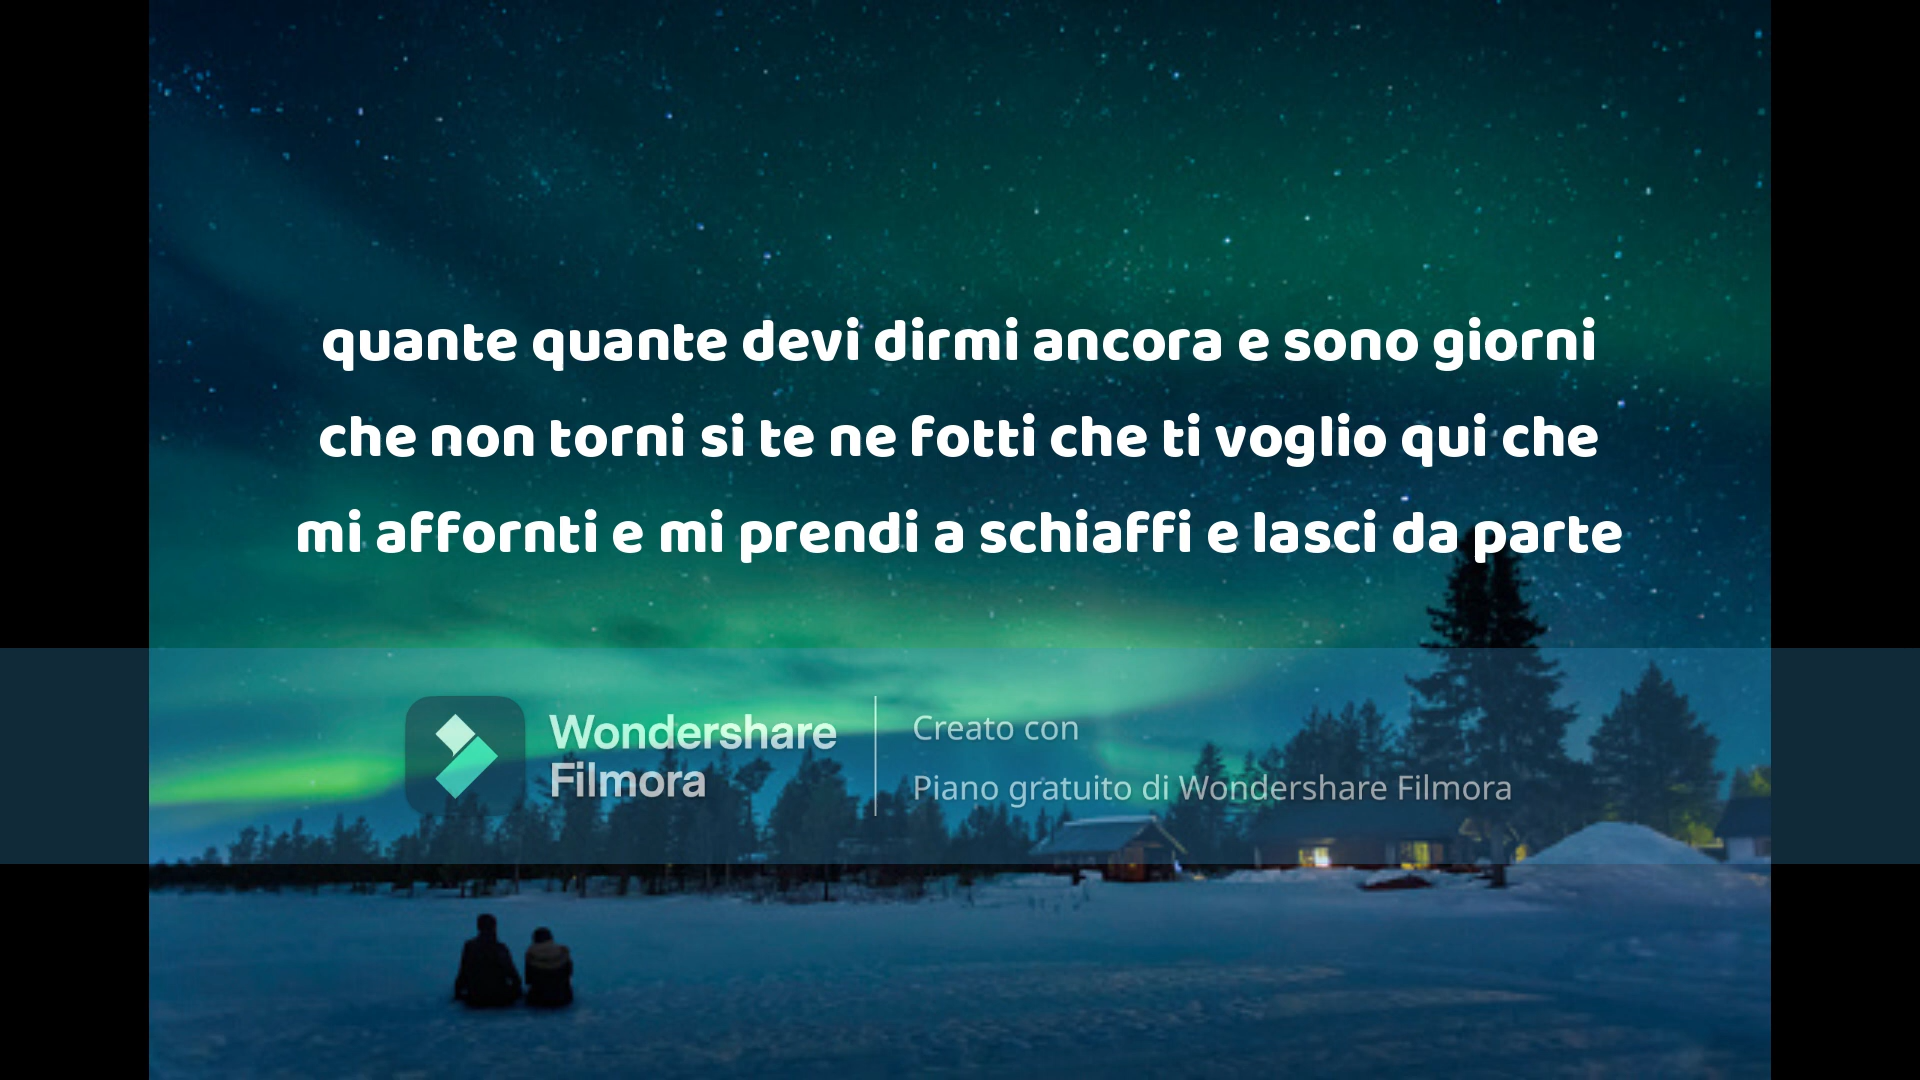 quante quante devi dirmi ancora e sono giorni
che non torni si te ne fotti che ti voglio qui che
mi affornti e mi prendi a schiaffi e lasci da parte
Wondershare
Filmora
Creato con
Piano gratuito di Wondershare Filmora